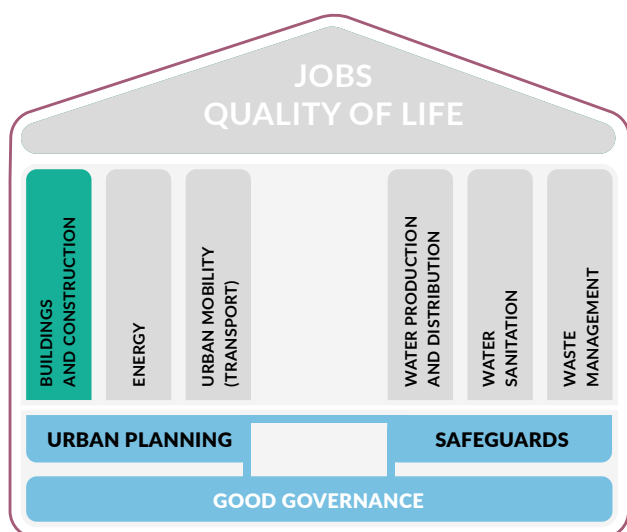 JOBS
QUALITY OF LIFE
BUILDINGS
AND CONSTRUCTION
ENERGY
URBAN MOBILITY
(TRANSPORT)
WATER PRODUCTION
AND DISTRIBUTION
WATER
SANITATION
WASTE
MANAGEMENT
URBAN PLANNING
SAFEGUARDS
GOOD GOVERNANCE